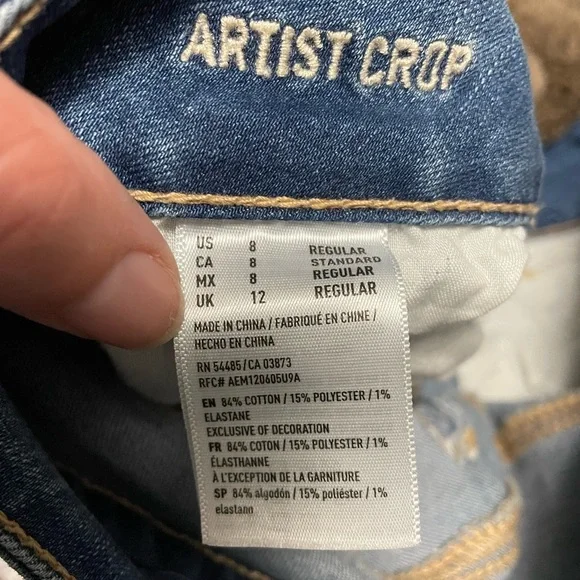 ARTIST CROP
US 8 REGULAR
CA 8 STANDARD
MX 8 REGULAR
UK 12 REGULAR
MADE IN CHINA / FABRIQUÉ EN CHINE /
HECHO EN CHINA
RN 54485/CA 03873
RFC# AEM120605U9A
EN 84% COTTON / 15% POLYESTER / 1%
ELASTANE
EXCLUSIVE OF DECORATION
FR 84% COTON / 15% POLYESTER / 1%
ÉLASTHANNE
À L'EXCEPTION DE LA GARNITURE
SP 84% algodón / 15% poliéster / 1%
elastann